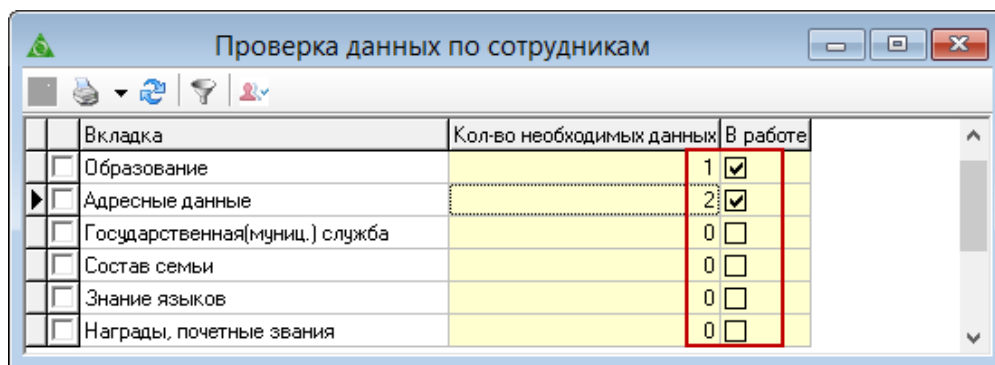 Проверка данных по сотрудникам
Вкладка Кол-во необходимых данных В работе
Образование 1
Адресные данные 2
Государственная(муниц.) служба 0
Состав семьи 0
Знание языков 0
Награды, почетные звания 0